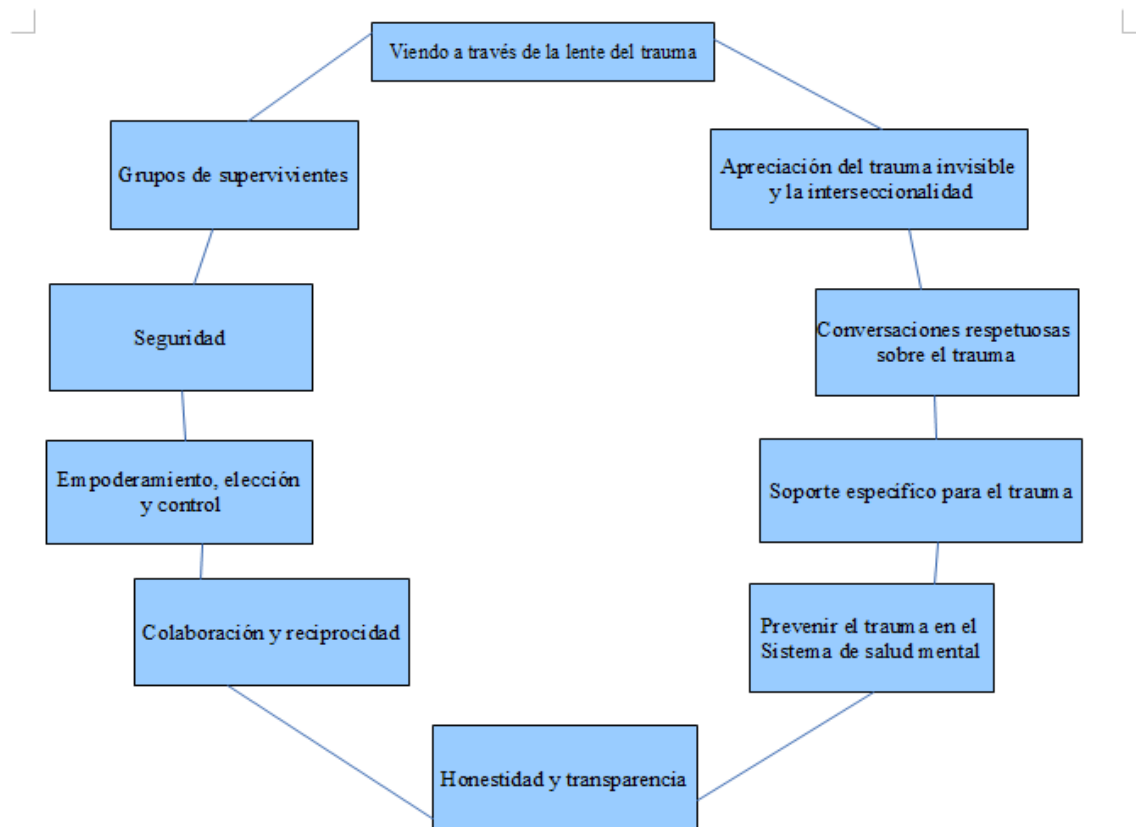 Viendo a través de la lente del trauma
Grupos de supervivientes
Apreciación del trauma invisible
y la interseccionalidad
Seguridad
Conversaciones respetuosas
sobre el trauma
Empoderamiento, elección
y control
Soporte específico para el trauma
Colaboración y reciprocidad
Prevenir el trauma en el
Sistema de salud mental
Honestidad y transparencia